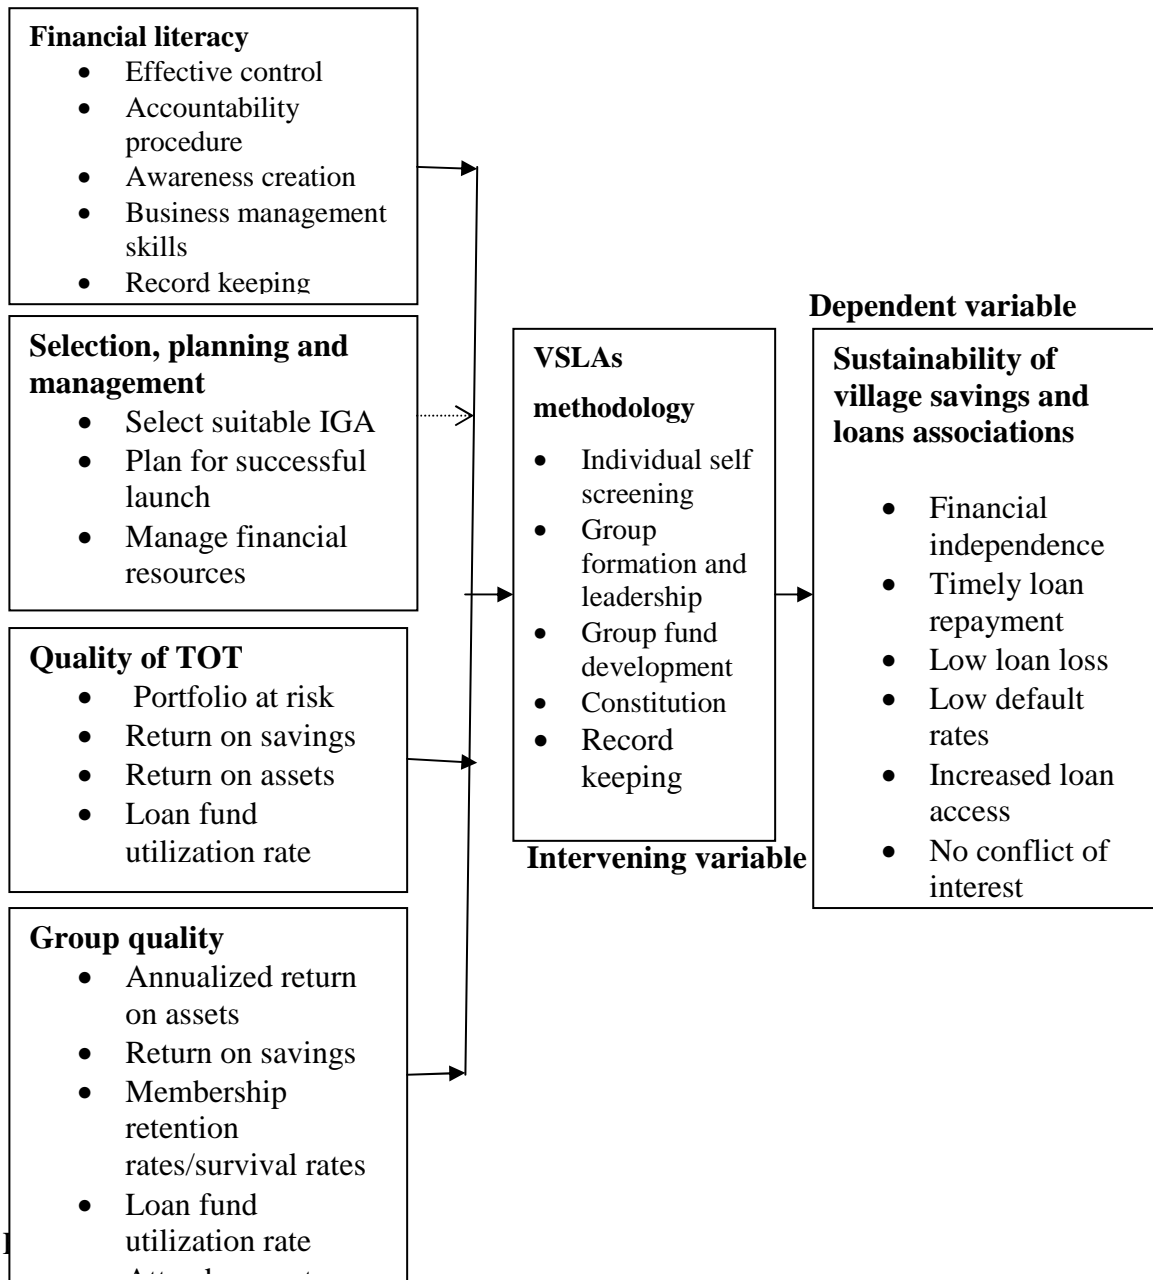 Financial literacy
• Effective control
• Accountability
procedure
• Awareness creation
• Business management
skills
• Record keeping
Selection, planning and
management
• Select suitable IGA
• Plan for successful
launch
• Manage financial
resources
Quality of TOT
• Portfolio at risk
• Return on savings
• Return on assets
• Loan fund
utilization rate
Group quality
• Annualized return
on assets
• Return on savings
• Membership
retention
rates/survival rates
• Loan fund
utilization rate
VSLAs
methodology
• Individual self
screening
• Group
formation and
leadership
• Group fund
development
• Constitution
• Record
keeping
Intervening variable
Dependent variable
Sustainability of
village savings and
loans associations
• Financial
independence
• Timely loan
repayment
• Low loan loss
• Low default
rates
• Increased loan
access
• No conflict of
interest